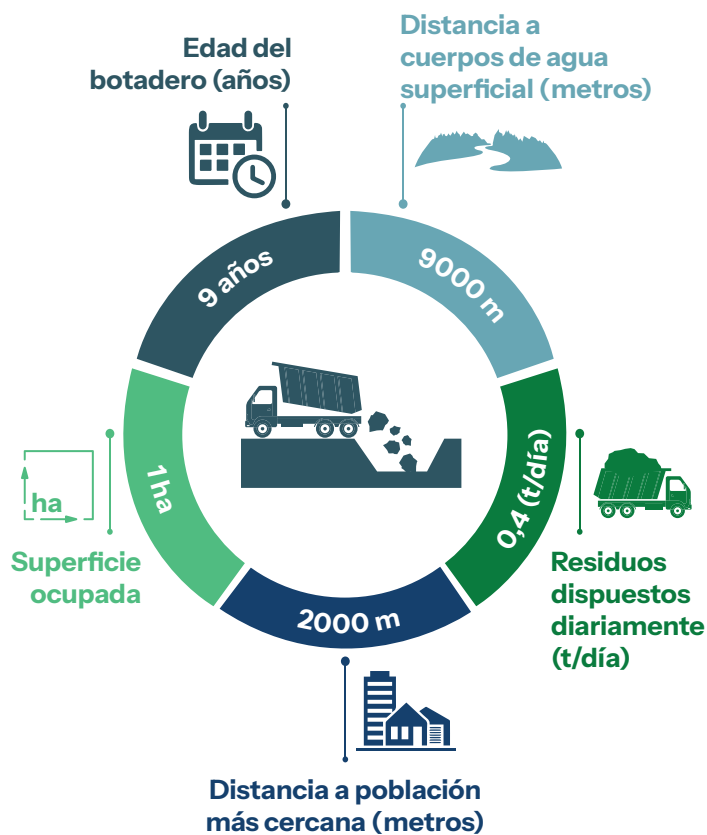 Edad del
botadero (años)
Distancia a
cuerpos de agua
superficial (metros)
9 años
9000 m
1 ha
0,4 (t/día)
2000 m
ha
Superficie
ocupada
Residuos
dispuestos
diariamente
(t/día)
Distancia a población
más cercana (metros)